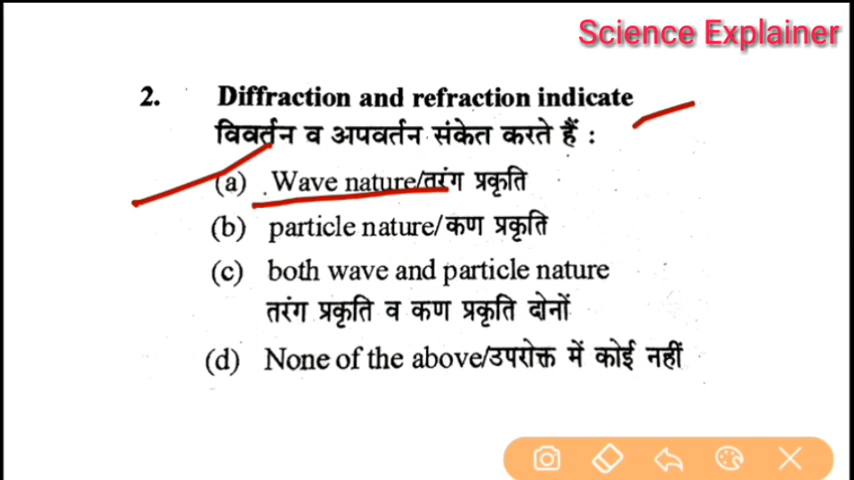 Science Explainer
2. Diffraction and refraction indicate
विवर्तन व अपवर्तन संकेत करते हैं :
(a) Wave nature/तरंग प्रकृति
(b) particle nature/कण प्रकृति
(c) both wave and particle nature
तरंग प्रकृति व कण प्रकृति दोनों
(d) None of the above/उपरोक्त में कोई नहीं